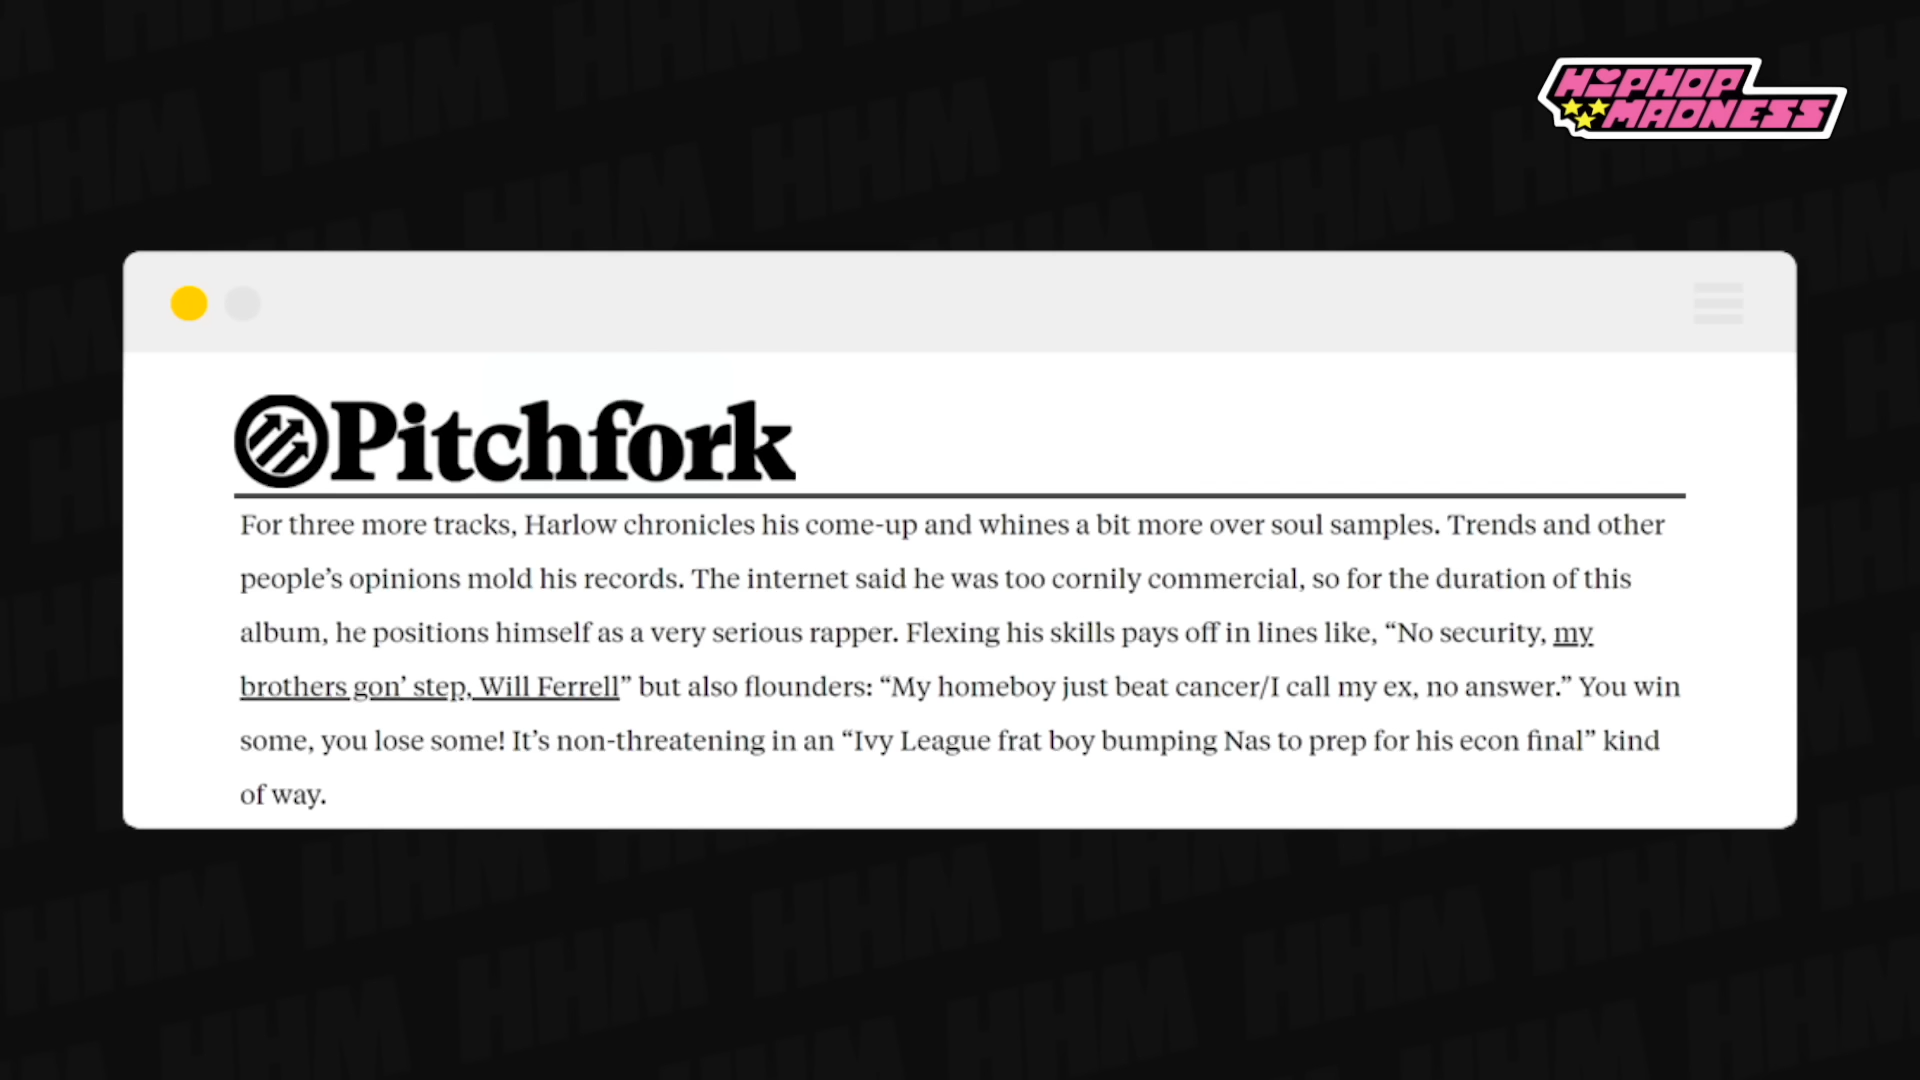 HIPHOP
MADNESS
Pitchfork
For three more tracks, Harlow chronicles his come-up and whines a bit more over soul samples. Trends and other
people’s opinions mold his records. The internet said he was too cornily commercial, so for the duration of this
album, he positions himself as a very serious rapper. Flexing his skills pays off in lines like, “No security, my
brothers gon’ step, Will Ferrell” but also flounders: “My homeboy just beat cancer/I call my ex, no answer.” You win
some, you lose some! It’s non-threatening in an “Ivy League frat boy bumping Nas to prep for his econ final” kind
of way.